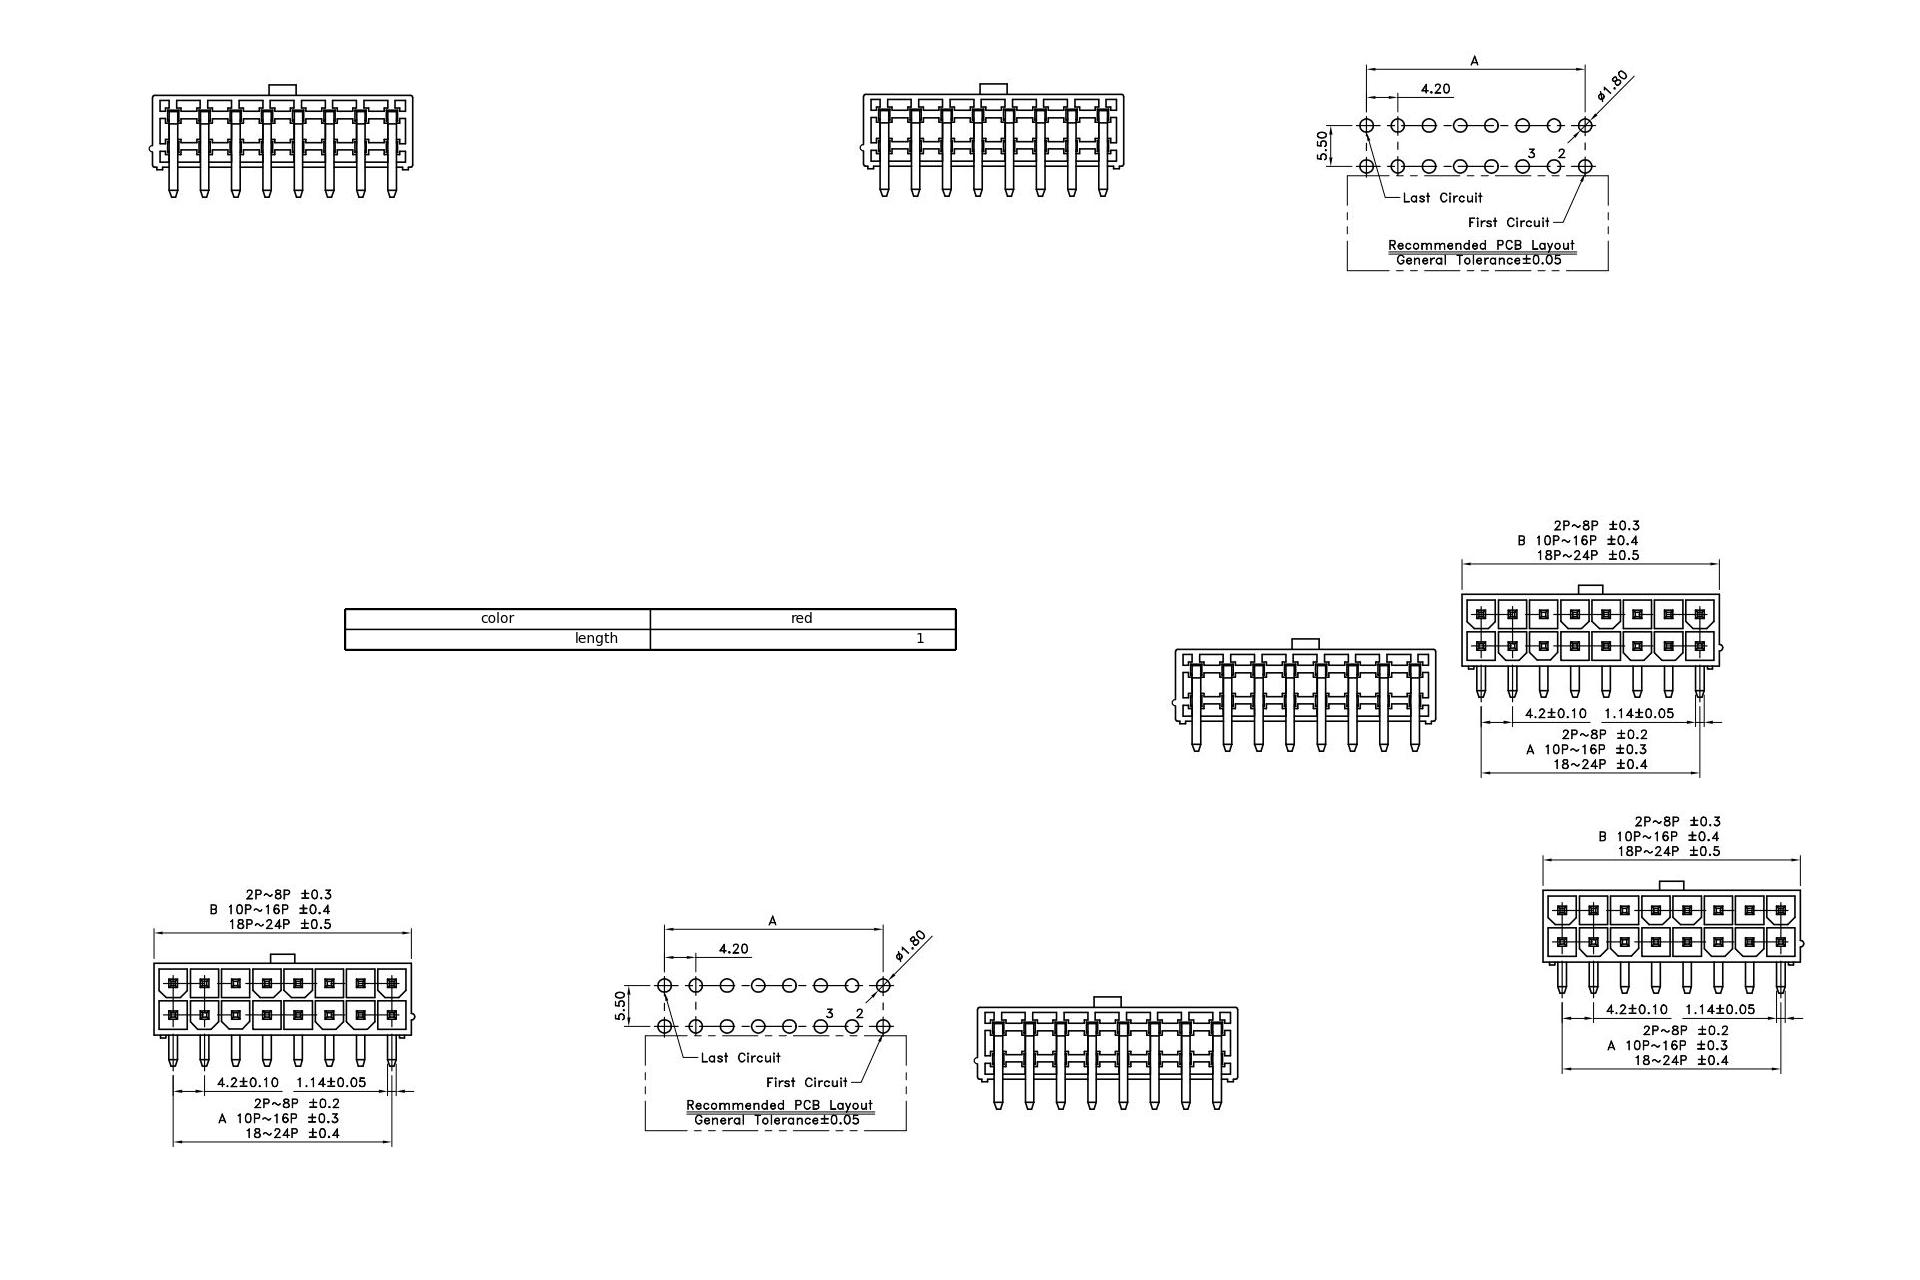 A
4.20
ø1.80
5.50
3 2
Last Circuit
First Circuit
Recommended PCB Layout
General Tolerance±0.05
color red
length 1
2P~8P ±0.3
B 10P~16P ±0.4
18P~24P ±0.5
4.2±0.10 1.14±0.05
2P~8P ±0.2
A 10P~16P ±0.3
18~24P ±0.4
2P~8P ±0.3
B 10P~16P ±0.4
18P~24P ±0.5
4.2±0.10 1.14±0.05
2P~8P ±0.2
A 10P~16P ±0.3
18~24P ±0.4
2P~8P ±0.3
B 10P~16P ±0.4
18P~24P ±0.5
4.2±0.10 1.14±0.05
2P~8P ±0.2
A 10P~16P ±0.3
18~24P ±0.4
A
4.20
ø1.80
5.50
3 2
Last Circuit
First Circuit
Recommended PCB Layout
General Tolerance±0.05